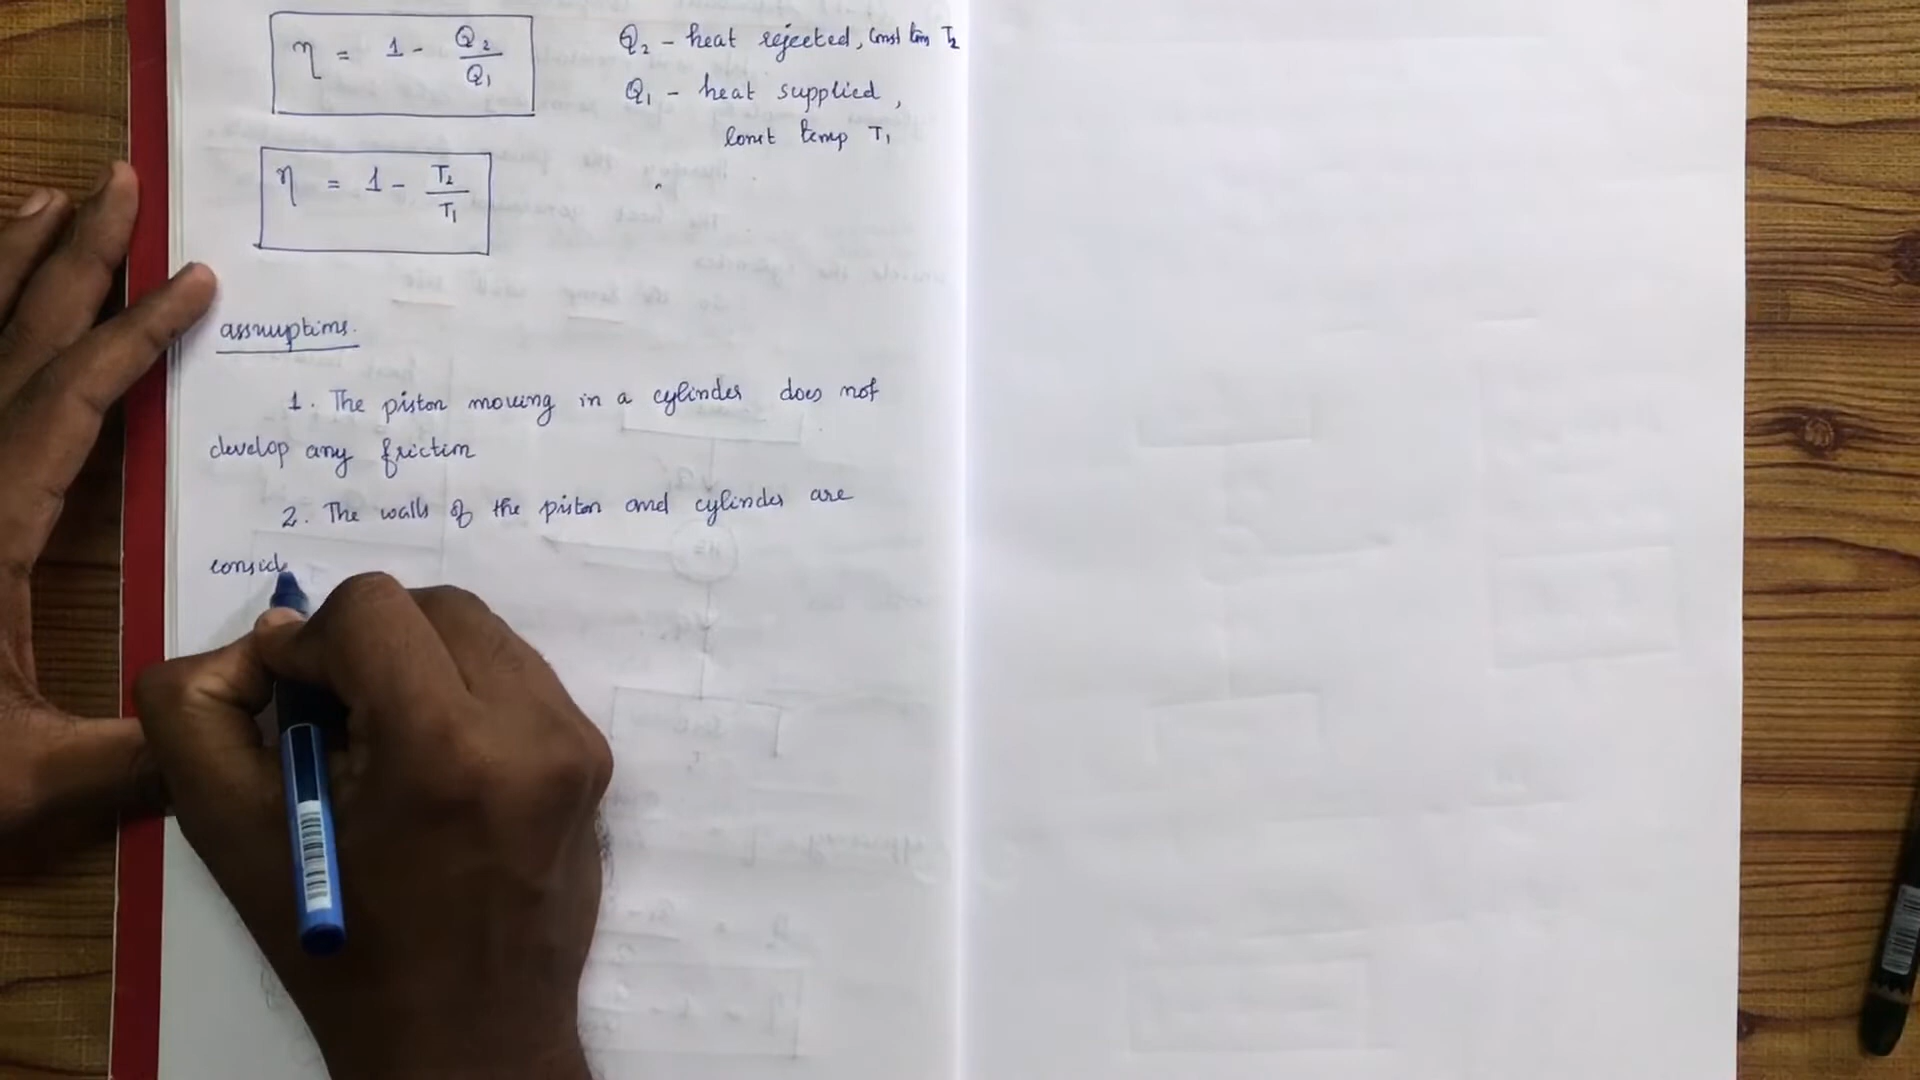 η = 1 - Q₂/Q₁
Q₂ - heat rejected, const tem T₂
Q₁ - heat supplied,
const temp T₁
η = 1 - T₂/T₁
assumptions.
1. The piston moving in a cylinder does not
develop any friction
2. The walls of the piston and cylinder are
conside